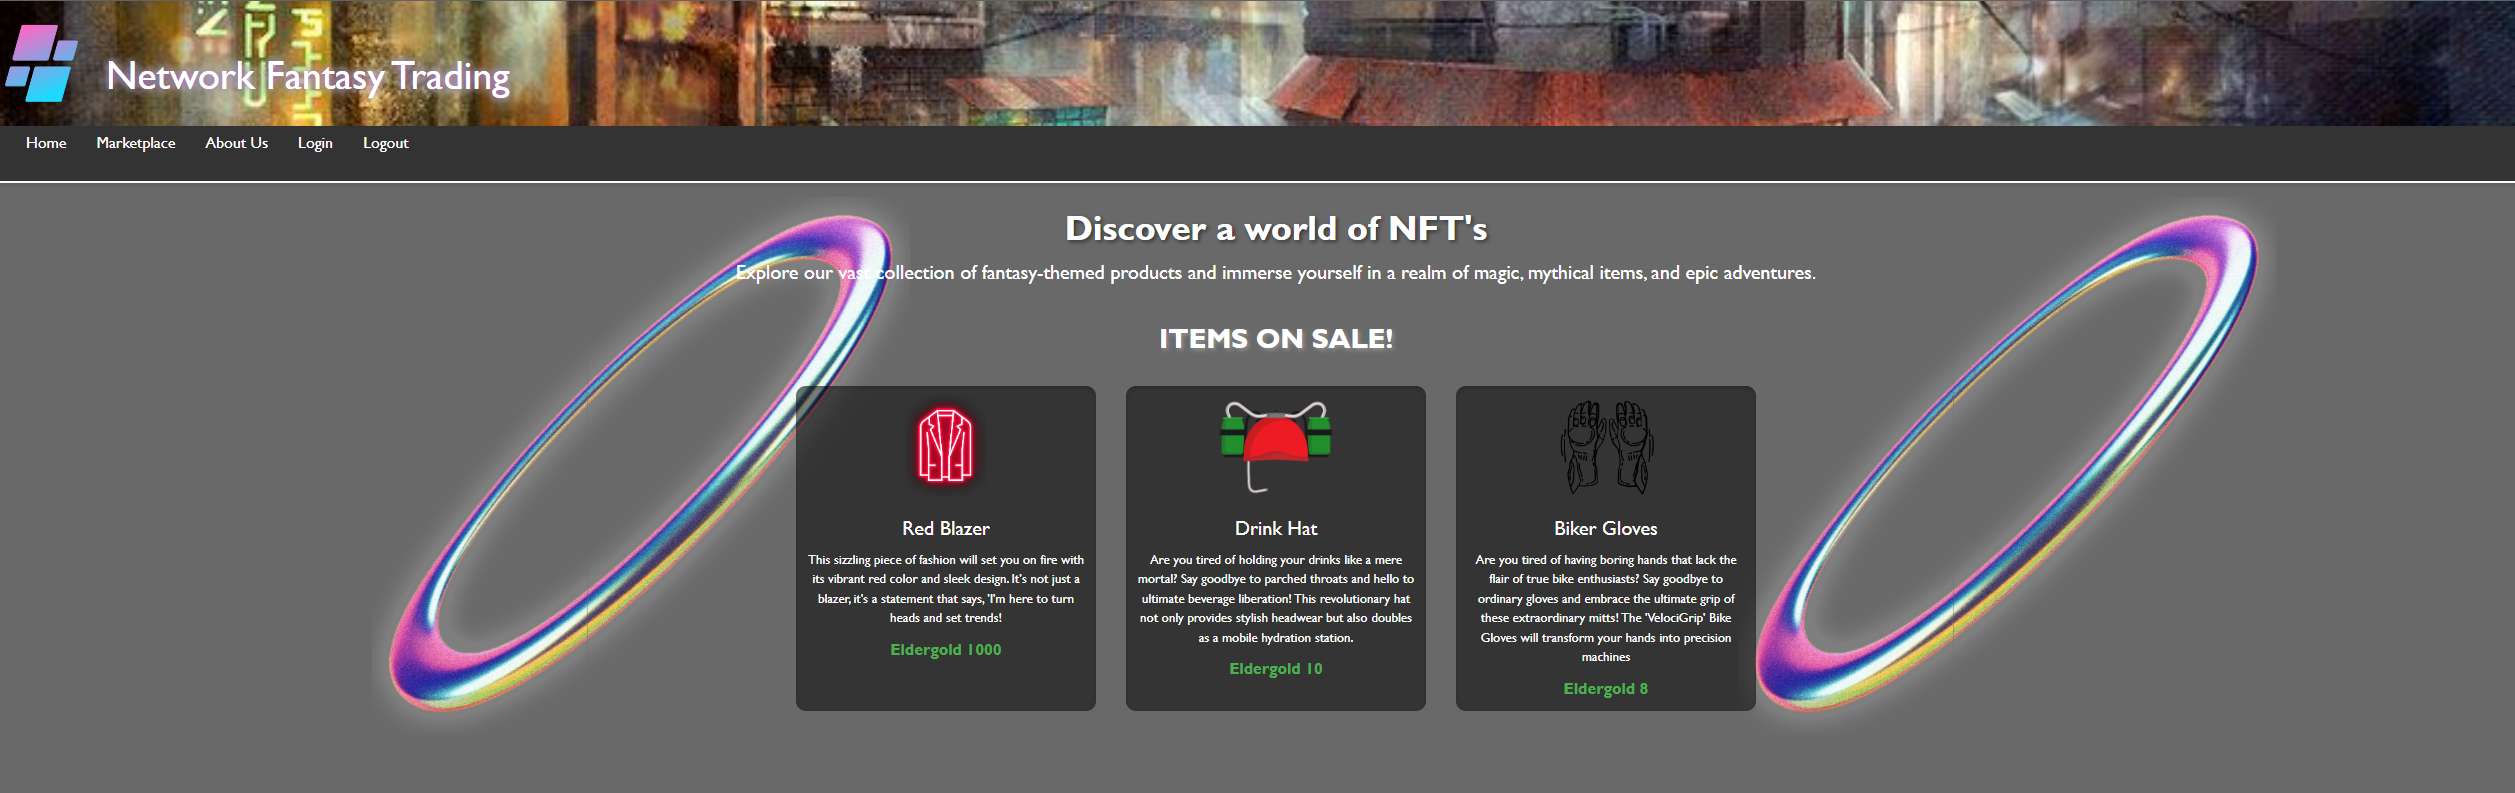 Network Fantasy Trading
Home Marketplace About Us Login Logout
Discover a world of NFT's
Explore our vast collection of fantasy-themed products and immerse yourself in a realm of magic, mythical items, and epic adventures.
ITEMS ON SALE!
Red Blazer
This sizzling piece of fashion will set you on fire with
its vibrant red color and sleek design. It's not just a
blazer, it's a statement that says, 'I'm here to turn
heads and set trends!
Eldergold 1000
Drink Hat
Are you tired of holding your drinks like a mere
mortal? Say goodbye to parched throats and hello to
ultimate beverage liberation! This revolutionary hat
not only provides stylish headwear but also doubles
as a mobile hydration station.
Eldergold 10
Biker Gloves
Are you tired of having boring hands that lack the
flair of true bike enthusiasts? Say goodbye to
ordinary gloves and embrace the ultimate grip of
these extraordinary mitts! The 'VelociGrip' Bike
Gloves will transform your hands into precision
machines
Eldergold 8